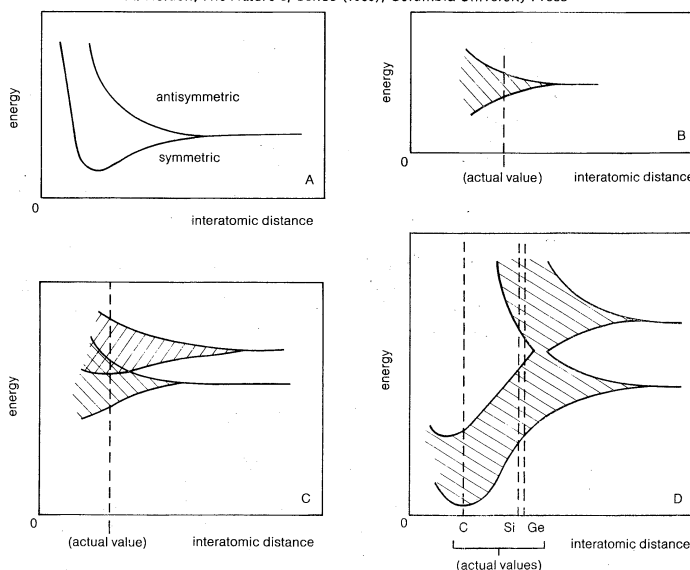 energy
antisymmetric
symmetric
A
0
interatomic distance
energy
B
0
(actual value)
interatomic distance
energy
C
0
(actual value)
interatomic distance
energy
D
0
C Si Ge
interatomic distance
(actual values)